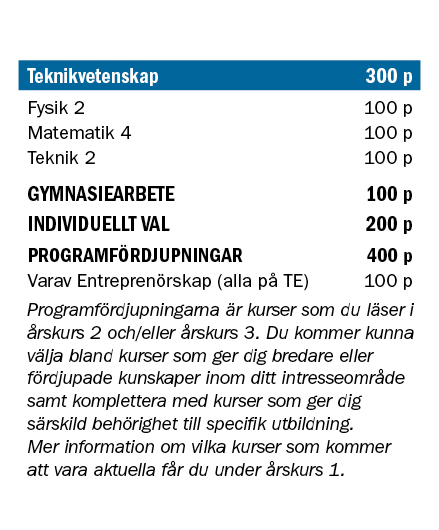 Teknikvetenskap 300 p
Fysik 2 100 p
Matematik 4 100 p
Teknik 2 100 p
GYMNASIEARBETE 100 p
INDIVIDUELLT VAL 200 p
PROGRAMFÖRDJUPNINGAR 400 p
Varav Entreprenörskap (alla på TE) 100 p
Programfördjupningarna är kurser som du läser i
årskurs 2 och/eller årskurs 3. Du kommer kunna
välja bland kurser som ger dig bredare eller
fördjupade kunskaper inom ditt intresseområde
samt komplettera med kurser som ger dig
särskild behörighet till specifik utbildning.
Mer information om vilka kurser som kommer
att vara aktuella får du under årskurs 1.